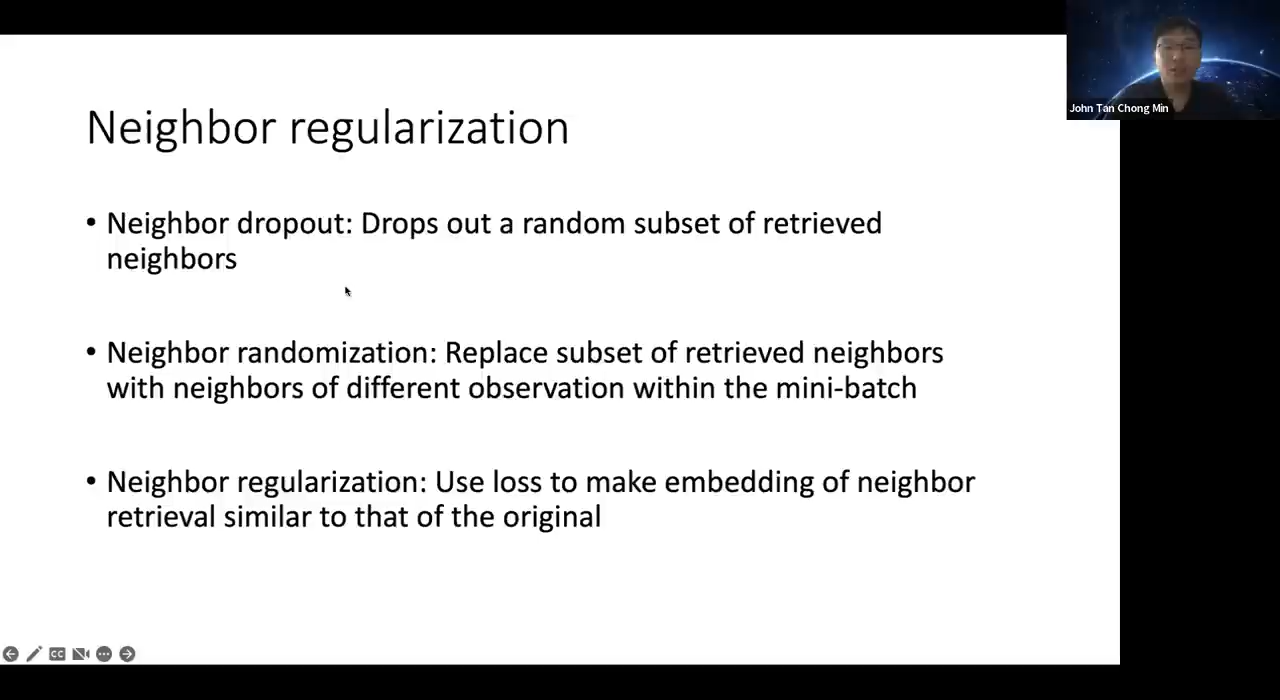 John Tan Chong Min
Neighbor regularization
• Neighbor dropout: Drops out a random subset of retrieved
neighbors
• Neighbor randomization: Replace subset of retrieved neighbors
with neighbors of different observation within the mini-batch
• Neighbor regularization: Use loss to make embedding of neighbor
retrieval similar to that of the original
CC